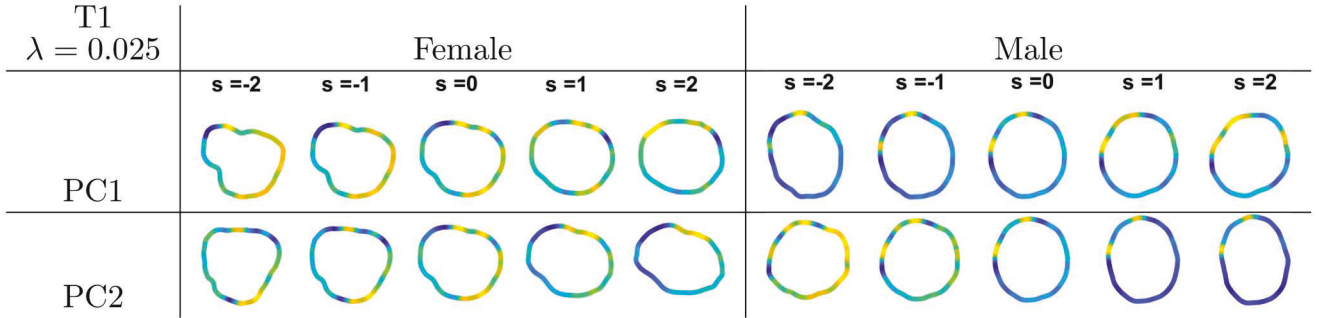 T1
λ = 0.025
Female
Male
s =-2 s =-1 s =0 s =1 s =2 s =-2 s =-1 s =0 s =1 s =2
PC1
PC2